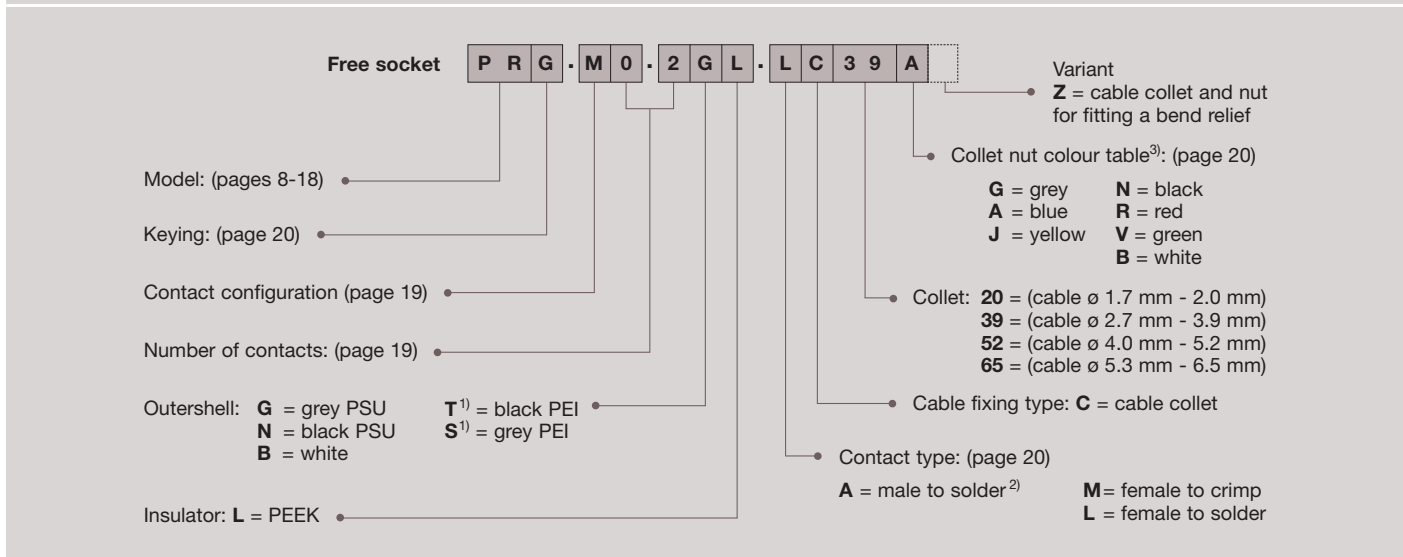 Free socket PRG.M0.2GL.LC39A
Variant
Z = cable collet and nut
for fitting a bend relief
Collet nut colour table3): (page 20)
G = grey N = black
A = blue R = red
J = yellow V = green
B = white
Model: (pages 8-18)
Keying: (page 20)
Contact configuration (page 19)
Collet: 20 = (cable ø 1.7 mm - 2.0 mm)
39 = (cable ø 2.7 mm - 3.9 mm)
52 = (cable ø 4.0 mm - 5.2 mm)
65 = (cable ø 5.3 mm - 6.5 mm)
Number of contacts: (page 19)
Outershell: G = grey PSU T1) = black PEI
N = black PSU S1) = grey PEI
B = white
Cable fixing type: C = cable collet
Contact type: (page 20)
A = male to solder2) M= female to crimp
L = female to solder
Insulator: L = PEEK